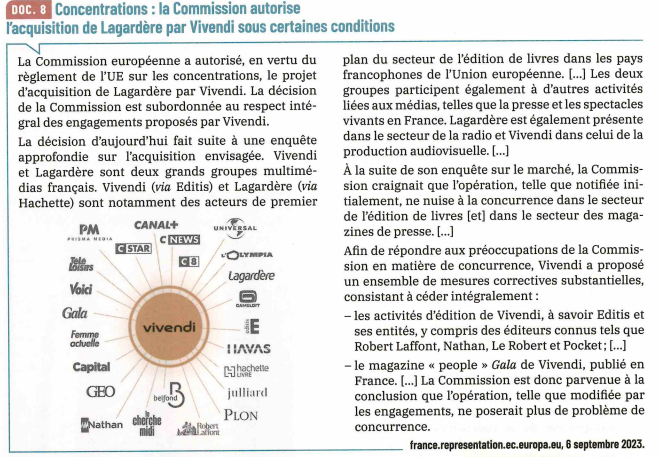 DOC. 8 Concentrations : la Commission autorise
l'acquisition de Lagardère par Vivendi sous certaines conditions
La Commission européenne a autorisé, en vertu du
règlement de l'UE sur les concentrations, le projet
d'acquisition de Lagardère par Vivendi. La décision
de la Commission est subordonnée au respect inté-
gral des engagements proposés par Vivendi.
La décision d'aujourd'hui fait suite à une enquête
approfondie sur l'acquisition envisagée. Vivendi
et Lagardère sont deux grands groupes multimé-
dias français. Vivendi (via Editis) et Lagardère (via
Hachette) sont notamment des acteurs de premier
plan du secteur de l'édition de livres dans les pays
francophones de l'Union européenne. [...] Les deux
groupes participent également à d'autres activités
liées aux médias, telles que la presse et les spectacles
vivants en France. Lagardère est également présente
dans le secteur de la radio et Vivendi dans celui de la
production audiovisuelle. [...]
À la suite de son enquête sur le marché, la Commis-
sion craignait que l'opération, telle que notifiée ini-
tialement, ne nuise à la concurrence dans le secteur
de l'édition de livres [et] dans le secteur des maga-
zines de presse. [...]
Afin de répondre aux préoccupations de la Commis-
sion en matière de concurrence, Vivendi a proposé
un ensemble de mesures correctives substantielles,
consistant à céder intégralement :
– les activités d'édition de Vivendi, à savoir Editis et
ses entités, y compris des éditeurs connus tels que
Robert Laffont, Nathan, Le Robert et Pocket ; [...]
– le magazine « people » Gala de Vivendi, publié en
France. [...] La Commission est donc parvenue à la
conclusion que l'opération, telle que modifiée par
les engagements, ne poserait plus de problème de
concurrence.
france.representation.ec.europa.eu, 6 septembre 2023.
PM
PRISMA MEDIA
CANAL+
UNIVERSAL
C NEWS
C STAR
C8
L'OLYMPIA
Télé
Loisirs
Lagardère
Voici
GAMELOFT
Gala
vivendi
editis E
Femme
actuelle
HAVAS
Capital
hachette
LIVRE
GEO
belfond
julliard
PLON
Nathan
le
cherche
midi
Robert
Laffont